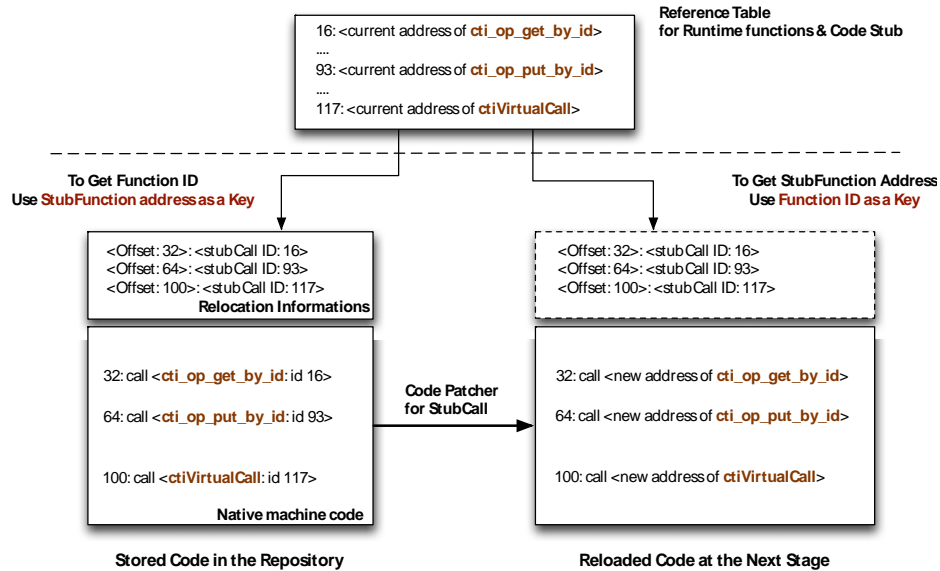 Reference Table
for Runtime functions & Code Stub
16: <current address of cti_op_get_by_id>
....
93: <current address of cti_op_put_by_id>
....
117: <current address of ctiVirtualCall>
To Get Function ID
Use StubFunction address as a Key
To Get StubFunction Address
Use Function ID as a Key
<Offset: 32>: <stubCall ID: 16>
<Offset: 64>: <stubCall ID: 93>
<Offset: 100>: <stubCall ID: 117>
Relocation Informations
<Offset: 32>: <stubCall ID: 16>
<Offset: 64>: <stubCall ID: 93>
<Offset: 100>: <stubCall ID: 117>
32: call <cti_op_get_by_id: id 16>
64: call <cti_op_put_by_id: id 93>
100: call <ctiVirtualCall: id 117>
Native machine code
Code Patcher
for StubCall
32: call <new address of cti_op_get_by_id>
64: call <new address of cti_op_put_by_id>
100: call <new address of ctiVirtualCall>
Stored Code in the Repository
Reloaded Code at the Next Stage